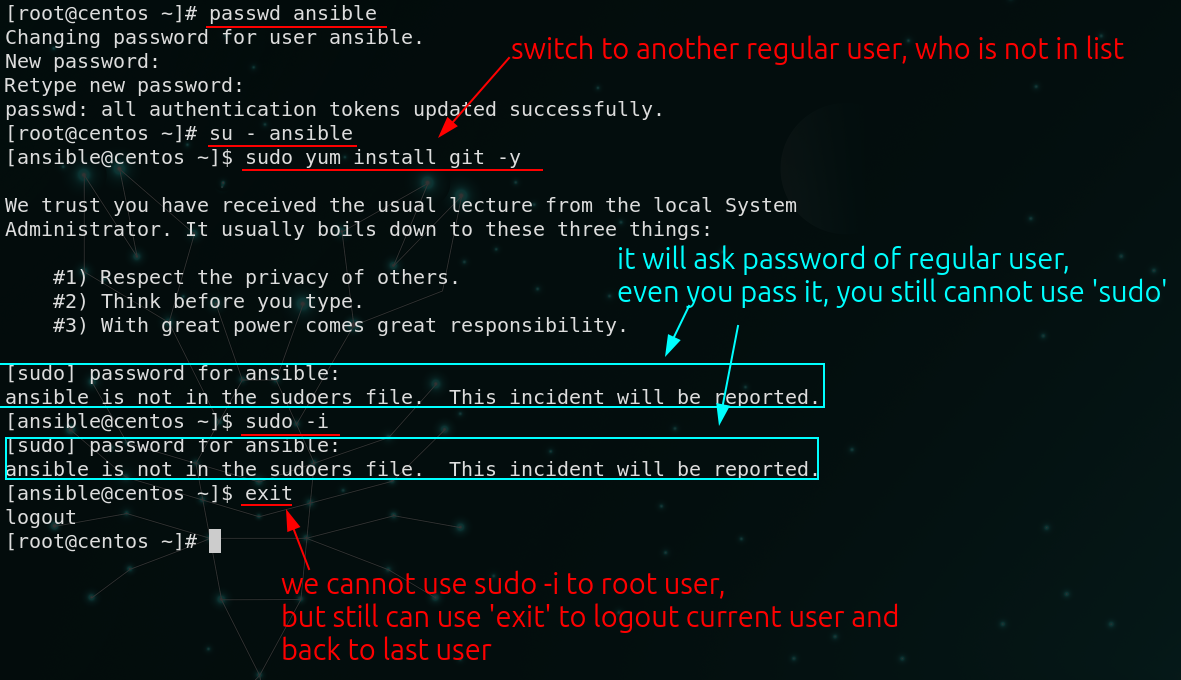 [root@centos ~]# passwd ansible
Changing password for user ansible.
switch to another regular user, who is not in list
New password:
Retype new password:
passwd: all authentication tokens updated successfully.
[root@centos ~]# su - ansible
[ansible@centos ~]$ sudo yum install git -y
We trust you have received the usual lecture from the local System
Administrator. It usually boils down to these three things:
it will ask password of regular user,
even you pass it, you still cannot use 'sudo'
#1) Respect the privacy of others.
#2) Think before you type.
#3) With great power comes great responsibility.
[sudo] password for ansible:
ansible is not in the sudoers file.  This incident will be reported.
[ansible@centos ~]$ sudo -i
[sudo] password for ansible:
ansible is not in the sudoers file.  This incident will be reported.
[ansible@centos ~]$ exit
logout
[root@centos ~]#
we cannot use sudo -i to root user,
but still can use 'exit' to logout current user and
back to last user